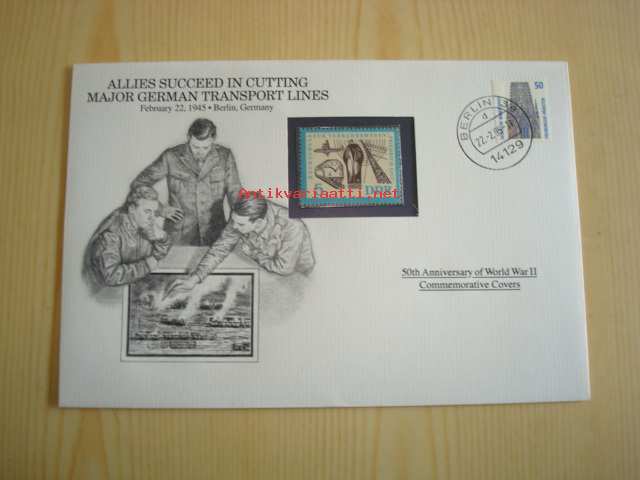 ALLIES SUCCEED IN CUTTING
MAJOR GERMAN TRANSPORT LINES
February 22, 1945 • Berlin, Germany
50
BERLIN
14129
DDR
Antikvariaatti.net
50th Anniversary of World War II
Commemorative Covers